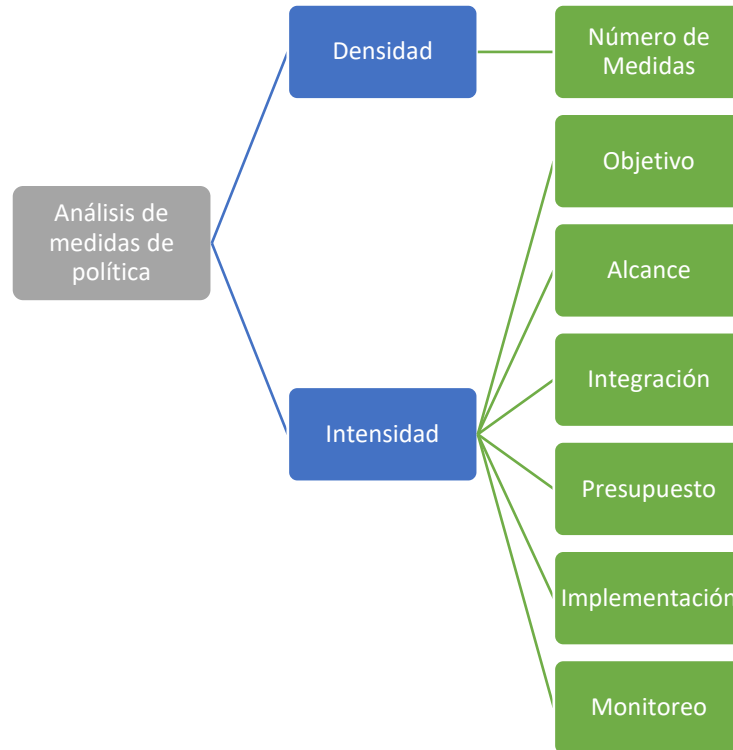 Análisis de
medidas de
política
Densidad
Intensidad
Número de
Medidas
Objetivo
Alcance
Integración
Presupuesto
Implementación
Monitoreo